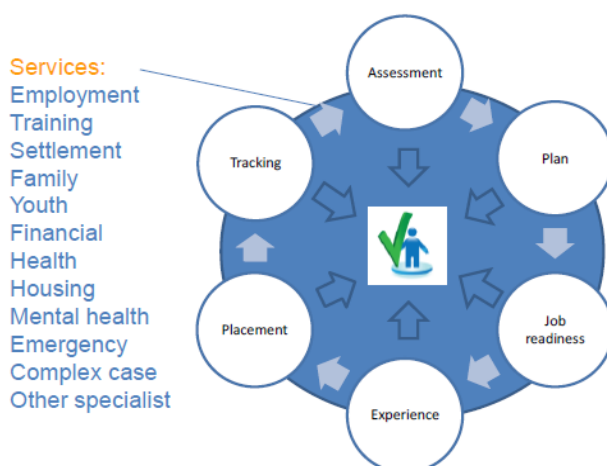 Services:
Employment
Training
Settlement
Family
Youth
Financial
Health
Housing
Mental health
Emergency
Complex case
Other specialist
Assessment
Plan
Job
readiness
Experience
Placement
Tracking